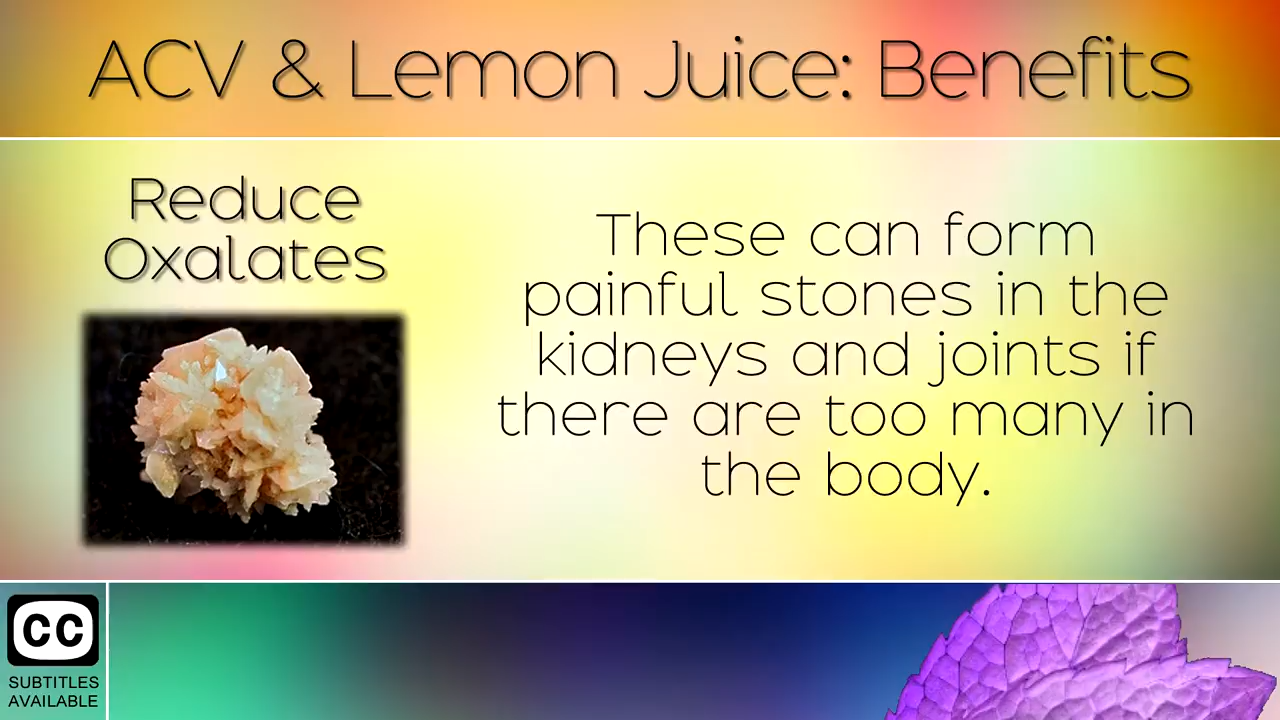 ACV & Lemon Juice: Benefits
Reduce
Oxalates
These can form
painful stones in the
kidneys and joints if
there are too many in
the body.
CC
SUBTITLES
AVAILABLE